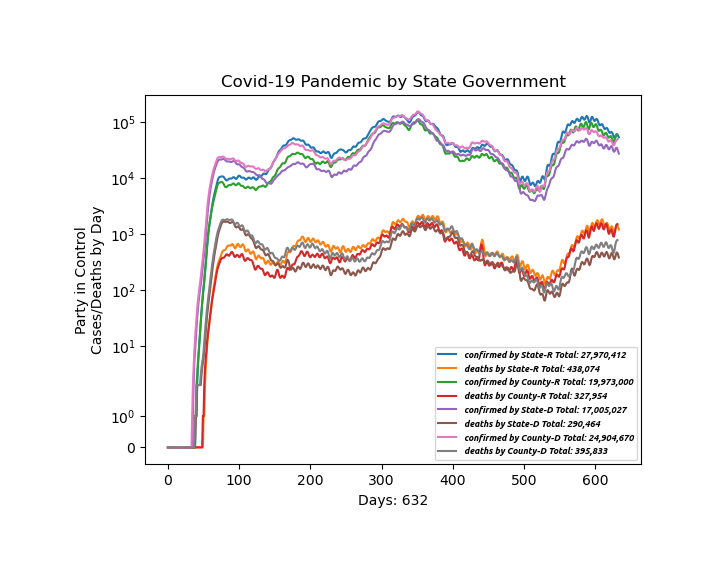 Covid-19 Pandemic by State Government
Party in Control
Cases/Deaths by Day
10^5
10^4
10^3
10^2
10^1
10^0
0
confirmed by State-R Total: 27,970,412
deaths by State-R Total: 438,074
confirmed by County-R Total: 19,973,000
deaths by County-R Total: 327,954
confirmed by State-D Total: 17,005,027
deaths by State-D Total: 290,464
confirmed by County-D Total: 24,904,670
deaths by County-D Total: 395,833
0 100 200 300 400 500 600
Days: 632